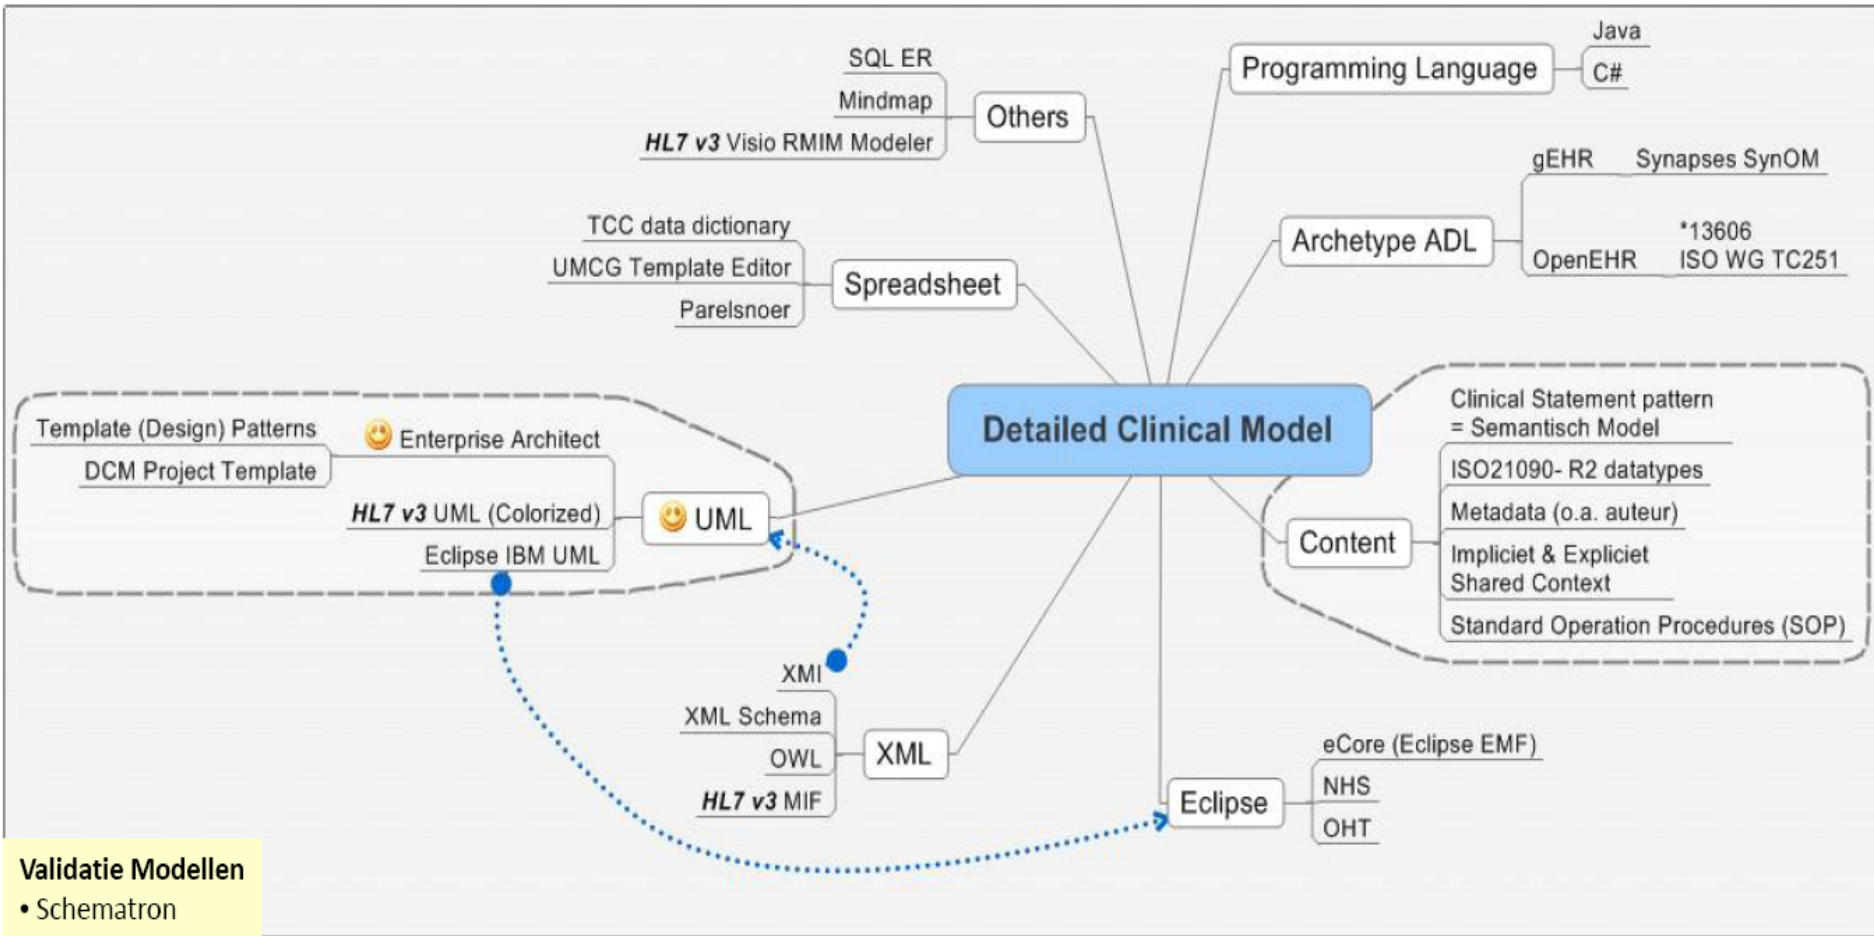 SQL ER
Mindmap
HL7 v3 Visio RMIM Modeler
Others
Programming Language
Java
C#
gEHR
Synapses SynOM
Archetype ADL
OpenEHR
*13606
ISO WG TC251
TCC data dictionary
UMCG Template Editor
Parelsnoer
Spreadsheet
Detailed Clinical Model
Template (Design) Patterns
DCM Project Template
Enterprise Architect
HL7 v3 UML (Colorized)
Eclipse IBM UML
UML
Content
Clinical Statement pattern
= Semantisch Model
ISO21090- R2 datatypes
Metadata (o.a. auteur)
Impliciet & Expliciet
Shared Context
Standard Operation Procedures (SOP)
XMI
XML Schema
OWL
HL7 v3 MIF
XML
Eclipse
eCore (Eclipse EMF)
NHS
OHT
Validatie Modellen
• Schematron